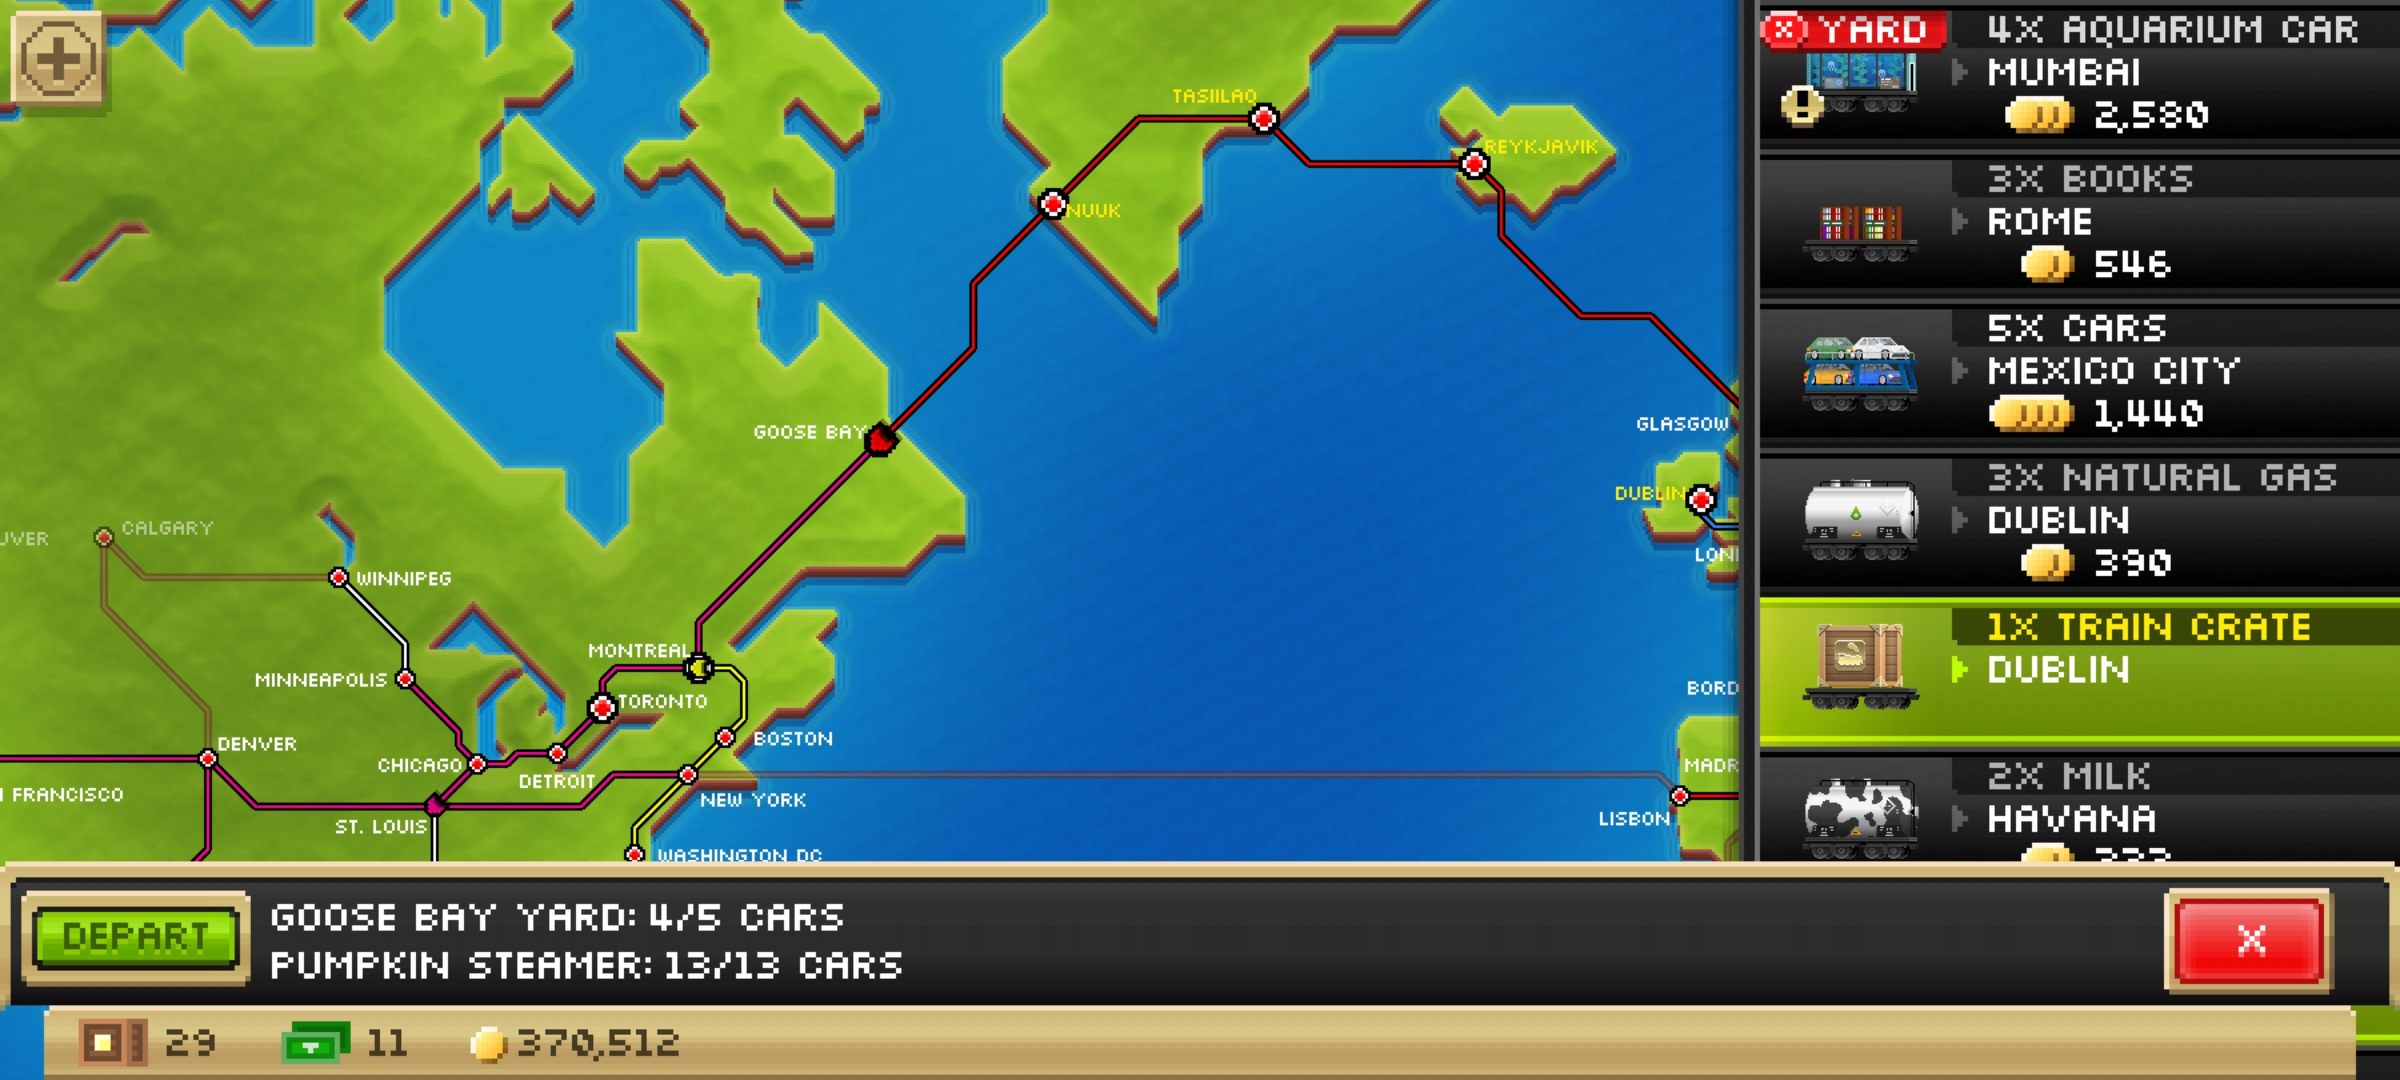 TASIILAQ
REYKJAVIK
NUUK
GOOSE BAY
GLASGOW
DUBLIN
CALGARY
WINNIPEG
MONTREAL
MINNEAPOLIS
TORONTO
BOSTON
DENVER
CHICAGO
DETROIT
NEW YORK
FRANCISCO
ST. LOUIS
LISBON
WASHINGTON DC
YARD
4X AQUARIUM CAR
MUMBAI
2,580
3X BOOKS
ROME
546
5X CARS
MEXICO CITY
1,440
3X NATURAL GAS
DUBLIN
390
1X TRAIN CRATE
DUBLIN
2X MILK
HAVANA
DEPART
GOOSE BAY YARD: 4/5 CARS
PUMPKIN STEAMER: 13/13 CARS
X
29
11
370,512